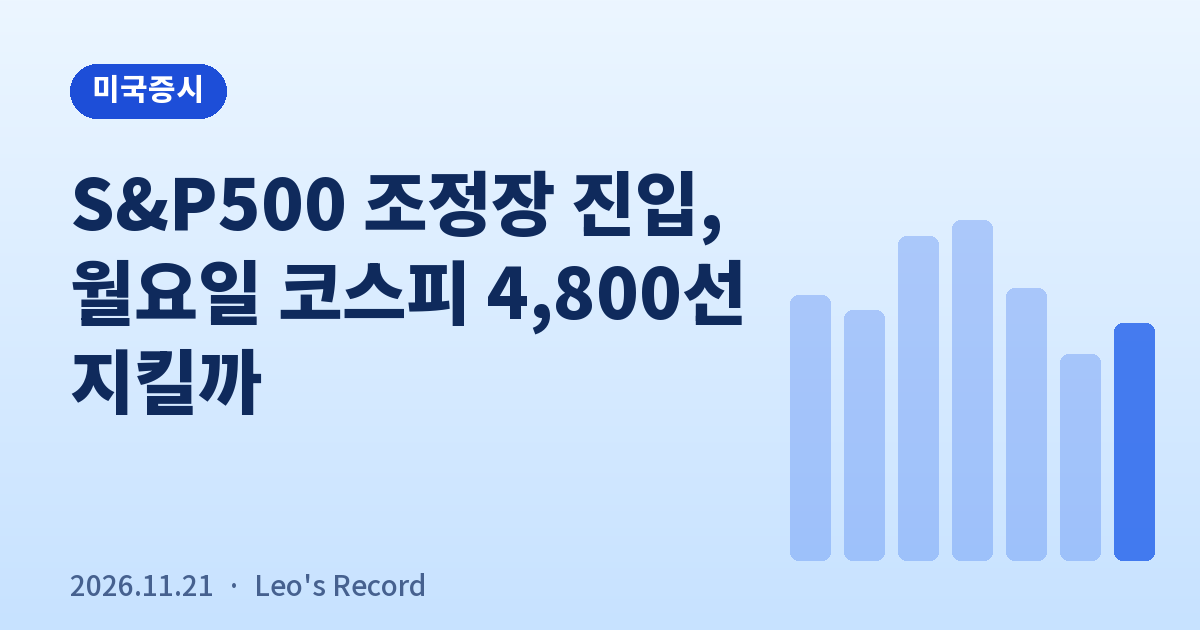 미국증시
S&P500 조정장 진입,
월요일 코스피 4,800선
지킬까
2026.11.21 · Leo's Record